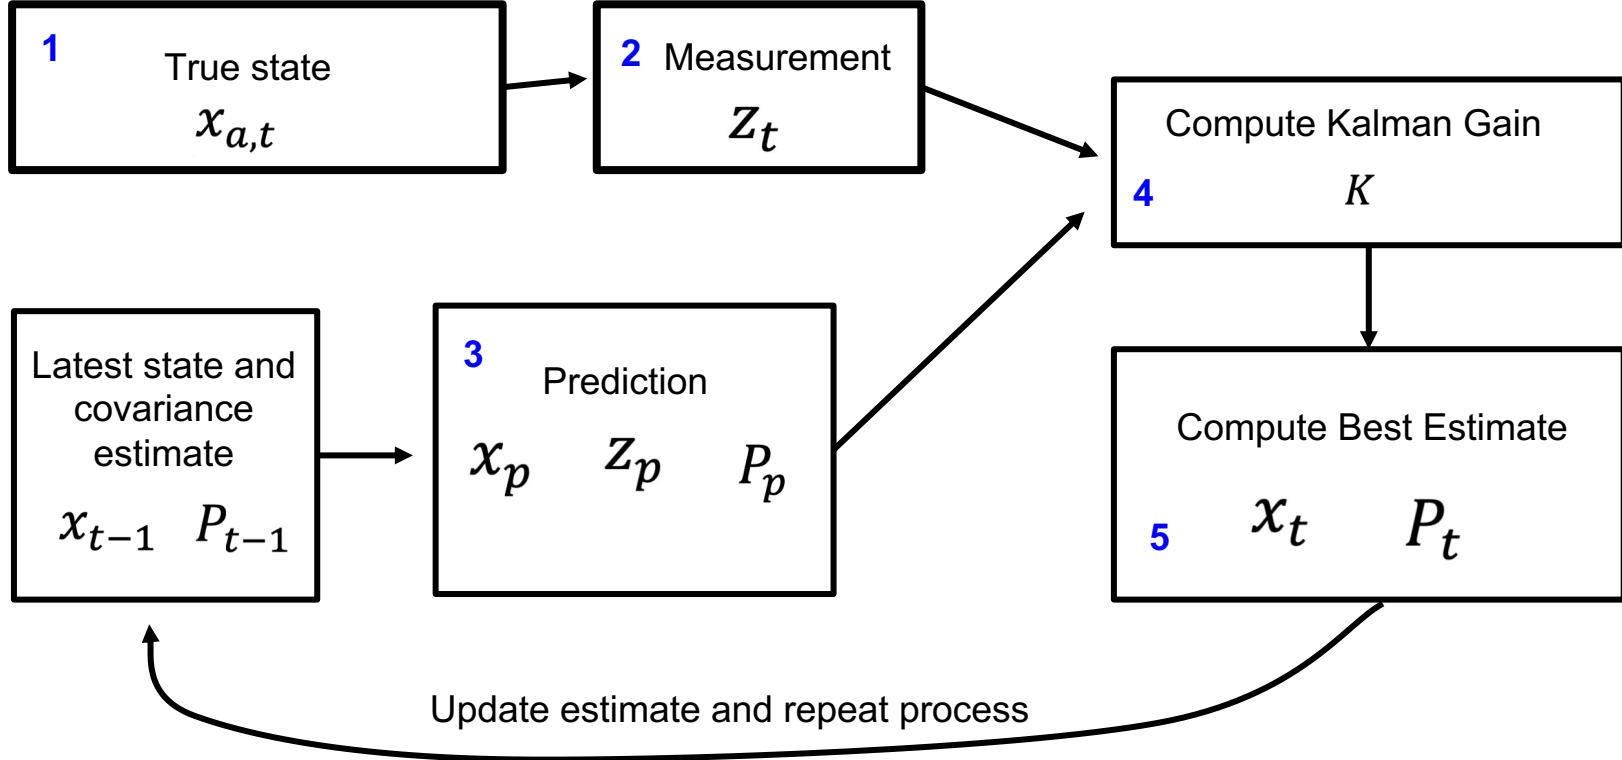 1
True state
x_{a,t}
2 Measurement
z_t
Compute Kalman Gain
4 K
Latest state and
covariance
estimate
x_{t-1} P_{t-1}
3
Prediction
x_p z_p P_p
Compute Best Estimate
5 x_t P_t
Update estimate and repeat process